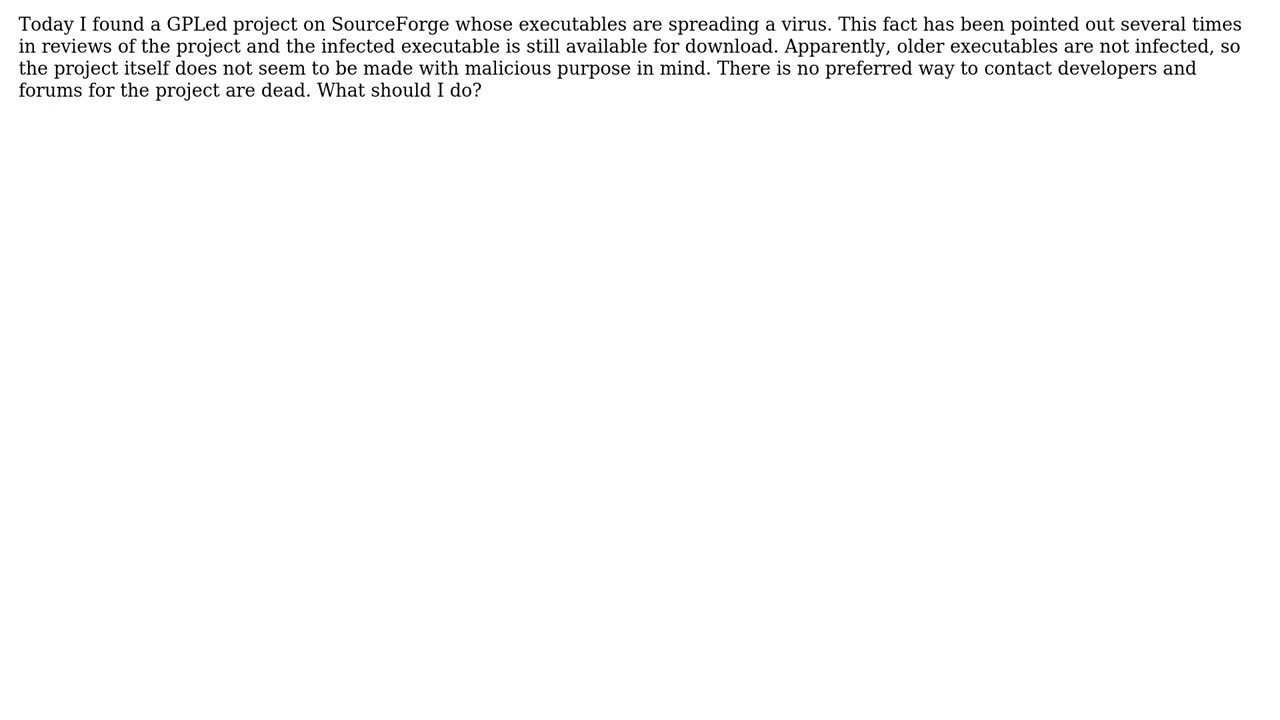 Today I found a GPLed project on SourceForge whose executables are spreading a virus. This fact has been pointed out several times
in reviews of the project and the infected executable is still available for download. Apparently, older executables are not infected, so
the project itself does not seem to be made with malicious purpose in mind. There is no preferred way to contact developers and
forums for the project are dead. What should I do?